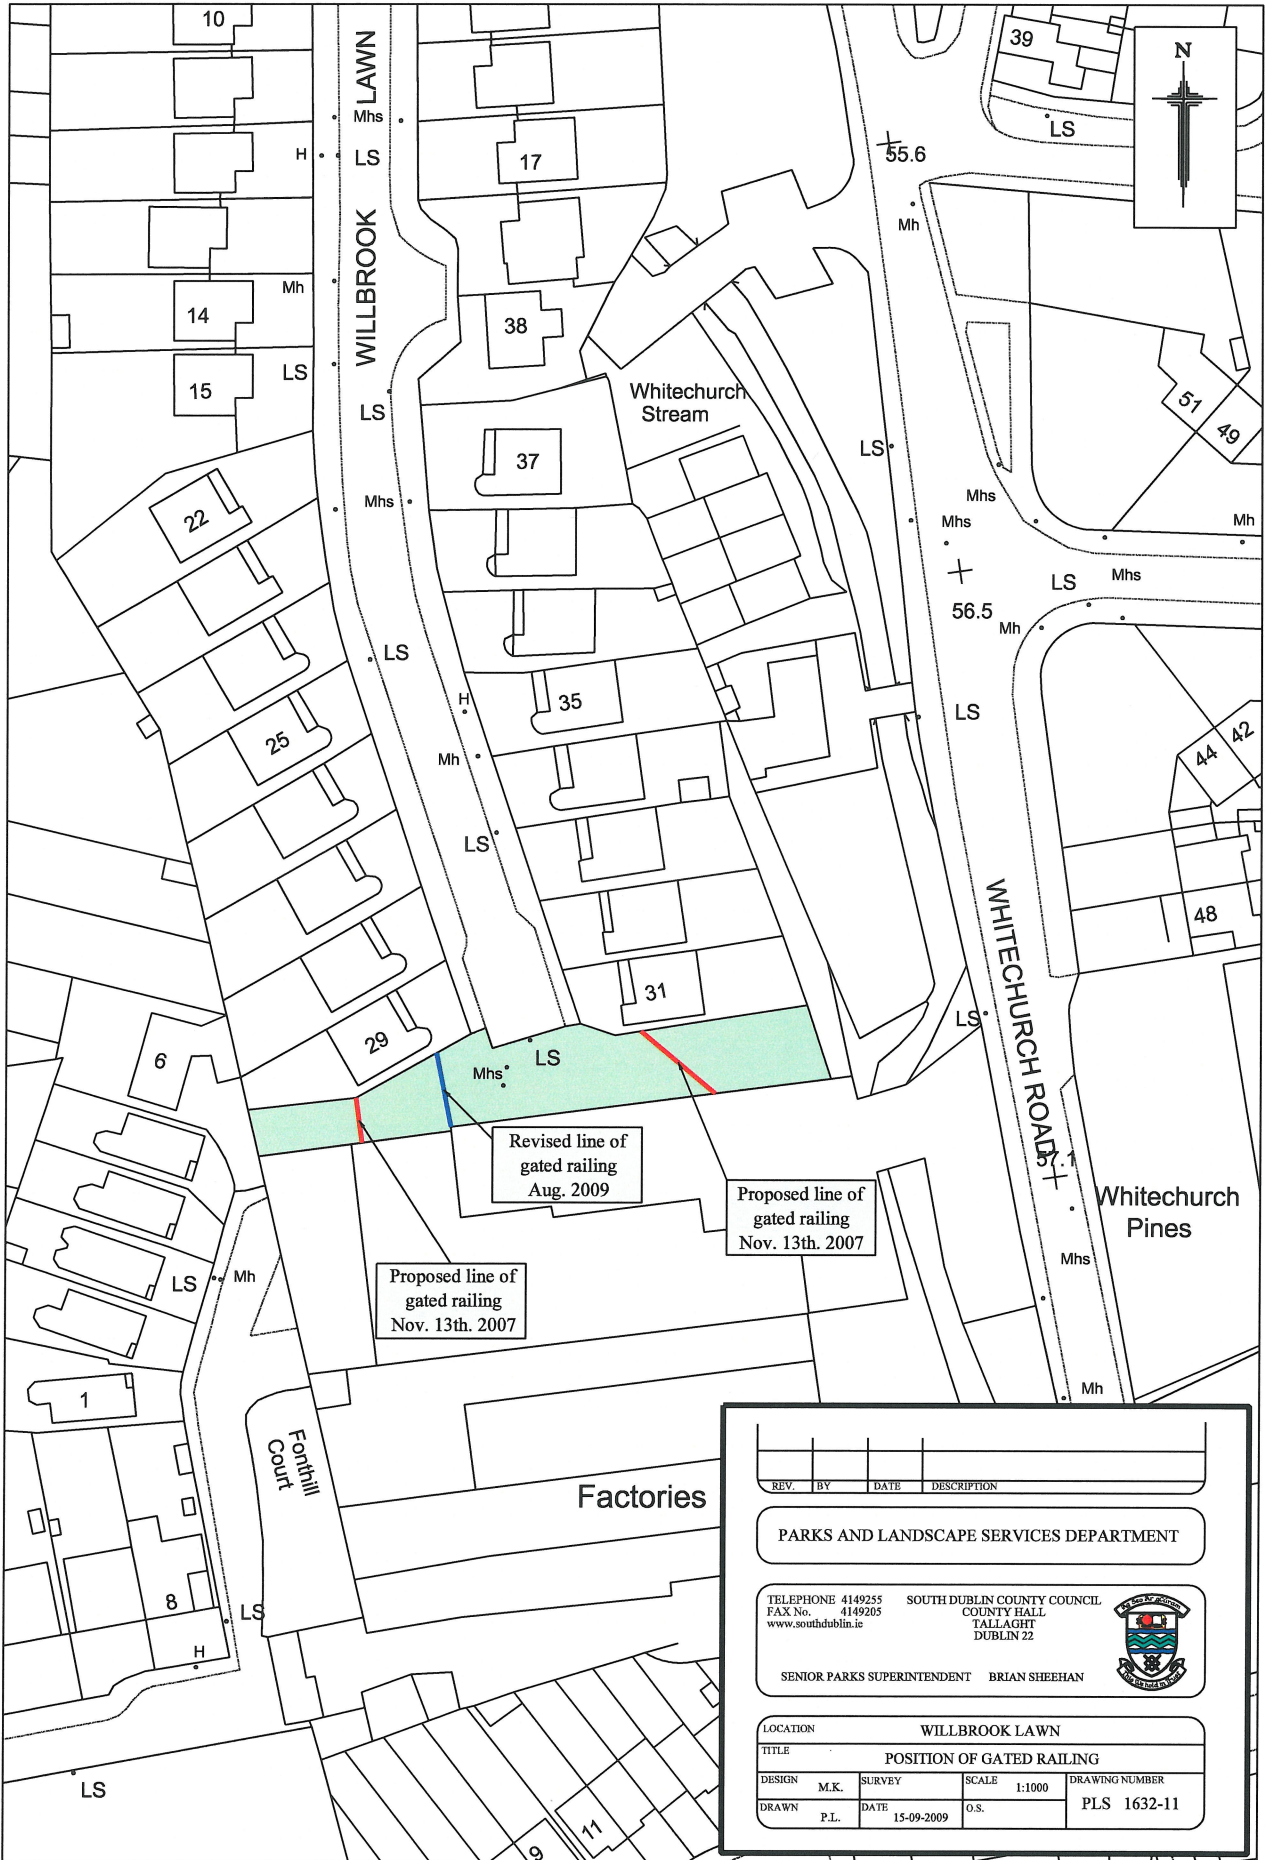 10
LAWN
WILLBROOK
Mhs
H
LS
17
39
N
LS
55.6
Mh
Mh
14
38
15
LS
LS
Whitechurch
Stream
51
49
37
LS
22
Mhs
Mhs
Mhs
Mh
LS
Mhs
56.5
Mh
LS
H
35
LS
25
Mh
42
44
LS
WHITECHURCH ROAD
48
31
LS
29
6
LS
Mhs
Revised line of
gated railing
Aug. 2009
57.1
Proposed line of
gated railing
Nov. 13th. 2007
Whitechurch
Pines
Mhs
LS
Mh
Proposed line of
gated railing
Nov. 13th. 2007
1
Mh
Fonthill
Court
Factories
8
LS
H
LS
9
11
REV. BY DATE DESCRIPTION
PARKS AND LANDSCAPE SERVICES DEPARTMENT
TELEPHONE 4149255 SOUTH DUBLIN COUNTY COUNCIL
FAX No. 4149205 COUNTY HALL
www.southdublin.ie TALLAGHT
DUBLIN 22
SENIOR PARKS SUPERINTENDENT BRIAN SHEEHAN
LOCATION WILLBROOK LAWN
TITLE POSITION OF GATED RAILING
DESIGN M.K. SURVEY SCALE 1:1000 DRAWING NUMBER
PLS 1632-11
DRAWN P.L. DATE 15-09-2009 O.S.